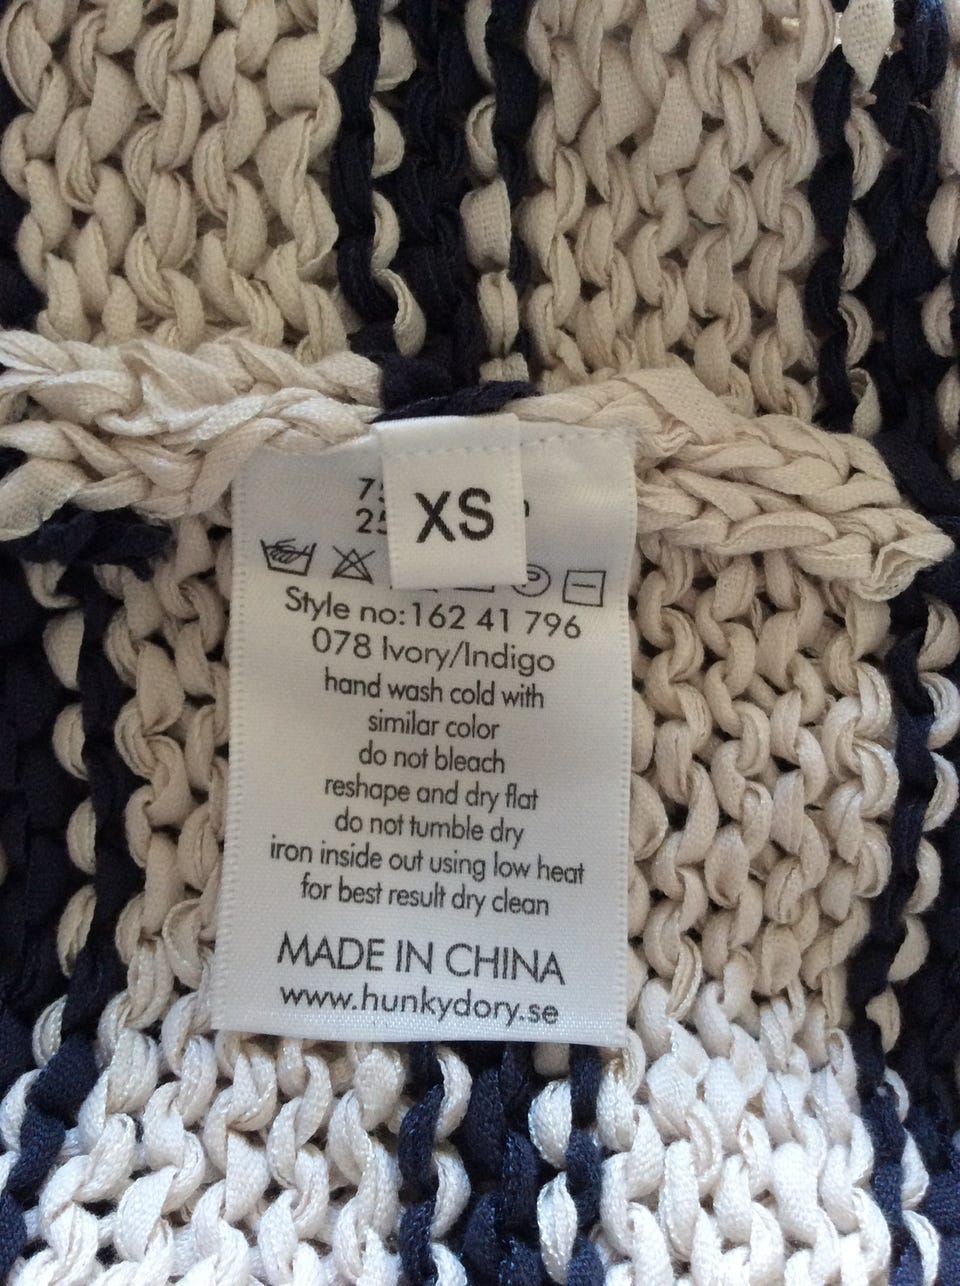 XS
Style no:162 41 796
078 Ivory/Indigo
hand wash cold with
similar color
do not bleach
reshape and dry flat
do not tumble dry
iron inside out using low heat
for best result dry clean
MADE IN CHINA
www.hunkydory.se